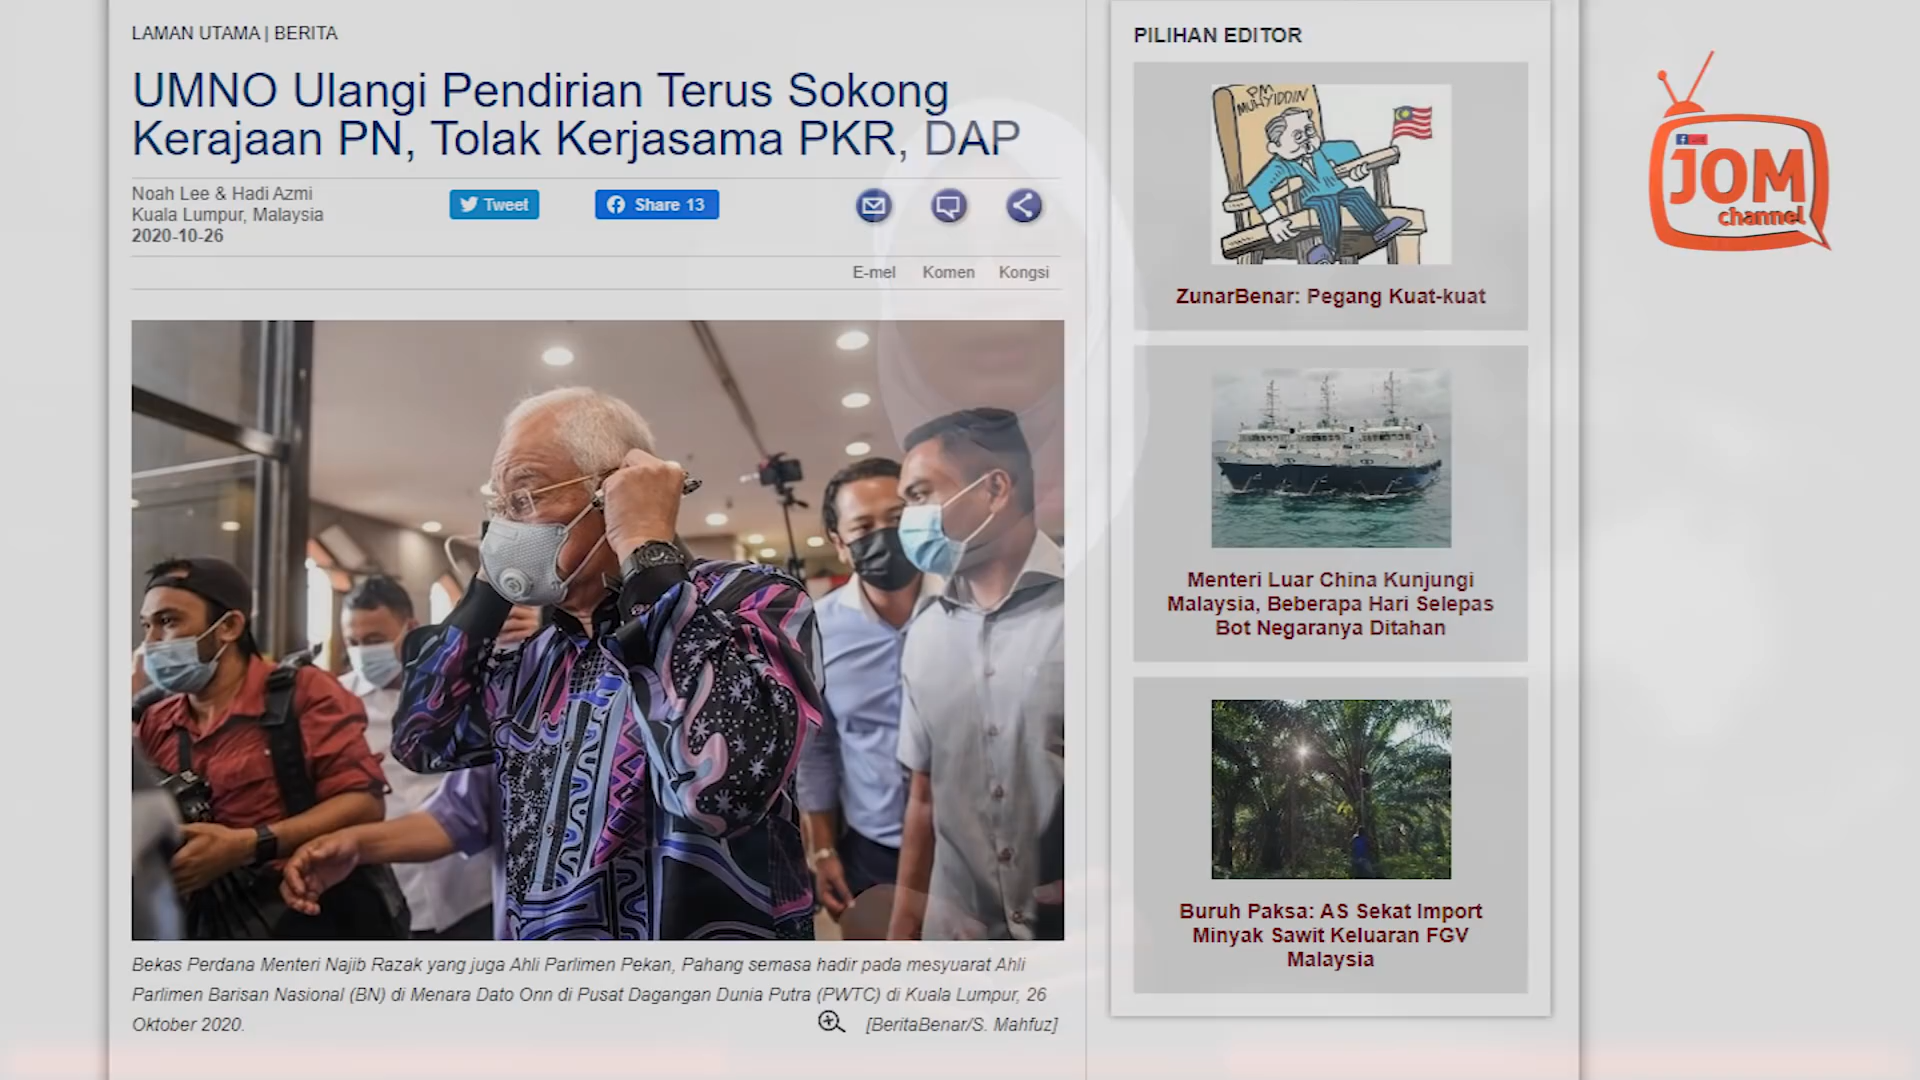 LAMAN UTAMA | BERITA
UMNO Ulangi Pendirian Terus Sokong
Kerajaan PN, Tolak Kerjasama PKR, DAP
Noah Lee & Hadi Azmi
Kuala Lumpur, Malaysia
2020-10-26
Tweet
Share 13
E-mel Komen Kongsi
Bekas Perdana Menteri Najib Razak yang juga Ahli Parlimen Pekan, Pahang semasa hadir pada mesyuarat Ahli
Parlimen Barisan Nasional (BN) di Menara Dato Onn di Pusat Dagangan Dunia Putra (PWTC) di Kuala Lumpur, 26
Oktober 2020.
[BeritaBenar/S. Mahfuz]
PILIHAN EDITOR
PM
MUHYIDDIN
ZunarBenar: Pegang Kuat-kuat
Menteri Luar China Kunjungi
Malaysia, Beberapa Hari Selepas
Bot Negaranya Ditahan
Buruh Paksa: AS Sekat Import
Minyak Sawit Keluaran FGV
Malaysia
JOM
channel